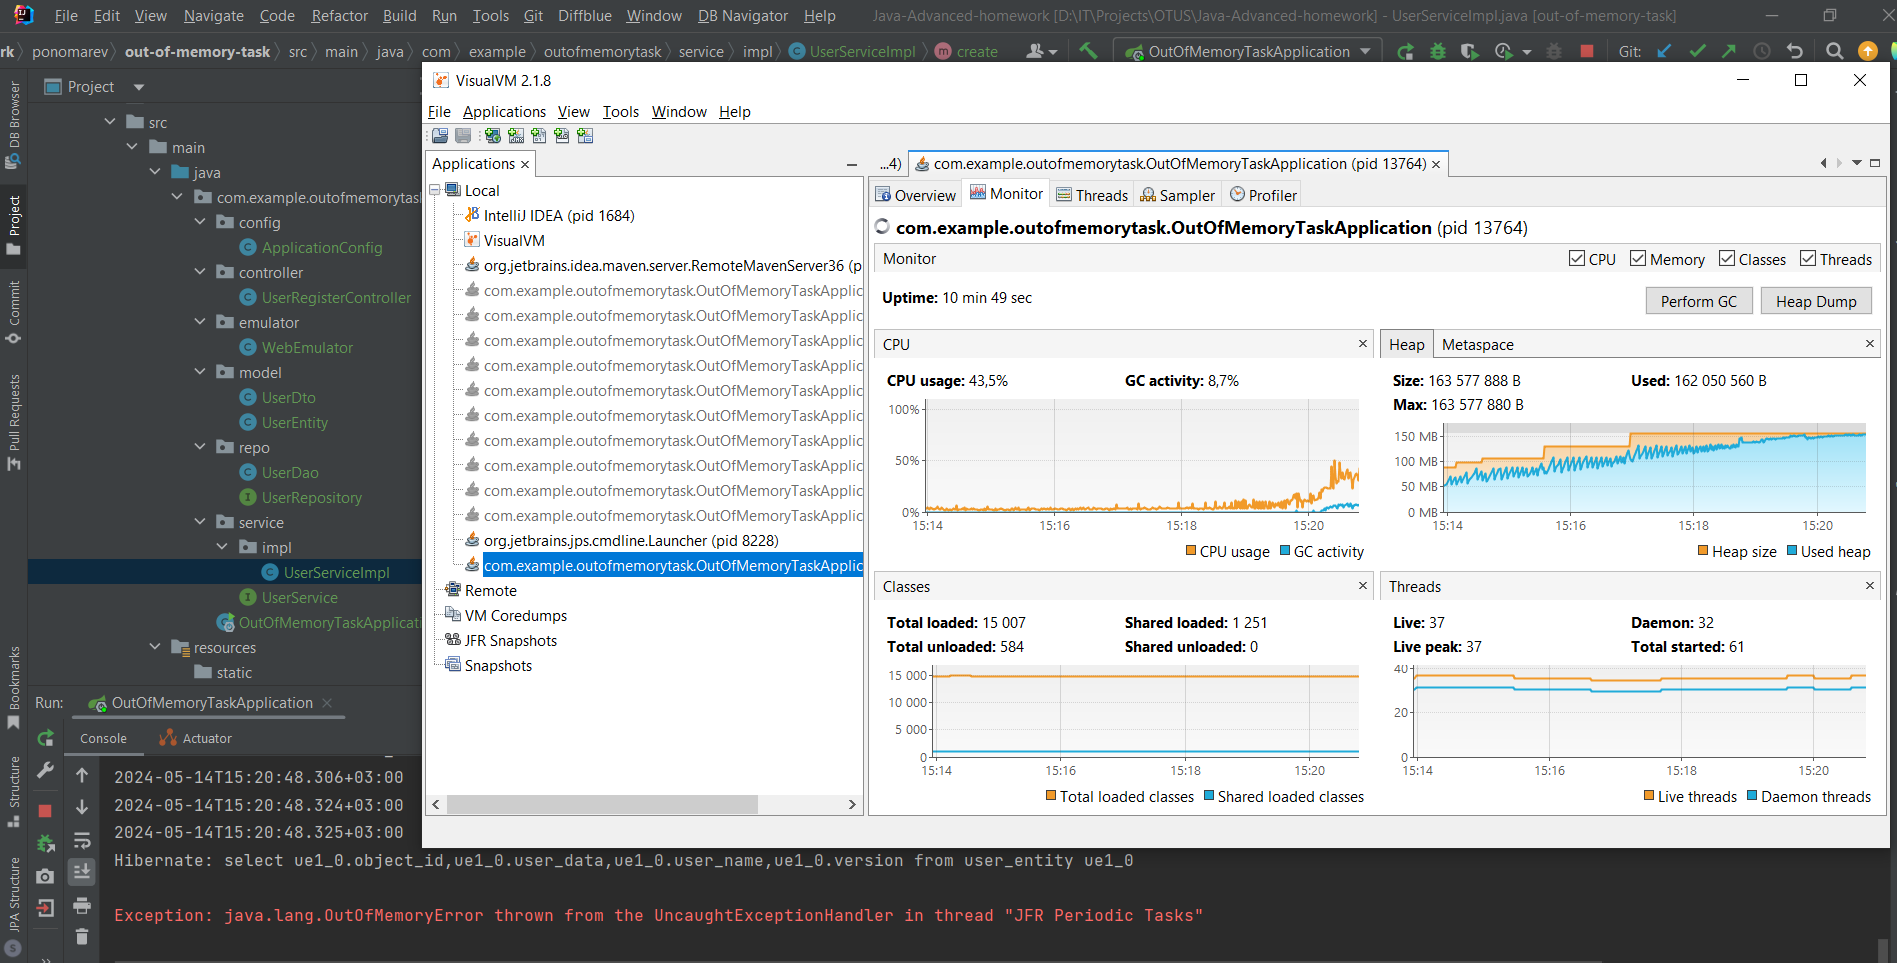 File Edit View Navigate Code Refactor Build Run Tools Git Diffblue Window DB Navigator Help Java-Advanced-homework [D:\IT\Projects\OTUS\Java-Advanced-homework] - UserServiceImpl.java [out-of-memory-task]
rk ponomarev out-of-memory-task src main java com example outofmemorytask service impl UserServiceImpl create OutOfMemoryTaskApplication Git:
Project
DB Browser
Project
Commit
Pull Requests
Bookmarks
Structure
JPA Structure
src
main
java
com.example.outofmemorytas
config
ApplicationConfig
controller
UserRegisterController
emulator
WebEmulator
model
UserDto
UserEntity
repo
UserDao
UserRepository
service
impl
UserServiceImpl
UserService
OutOfMemoryTaskApplicati
resources
static
VisualVM 2.1.8
File Applications View Tools Window Help
Applications
Local
IntelliJ IDEA (pid 1684)
VisualVM
org.jetbrains.idea.maven.server.RemoteMavenServer36 (p
com.example.outofmemorytask.OutOfMemoryTaskApplic
com.example.outofmemorytask.OutOfMemoryTaskApplic
com.example.outofmemorytask.OutOfMemoryTaskApplic
com.example.outofmemorytask.OutOfMemoryTaskApplic
com.example.outofmemorytask.OutOfMemoryTaskApplic
com.example.outofmemorytask.OutOfMemoryTaskApplic
com.example.outofmemorytask.OutOfMemoryTaskApplic
com.example.outofmemorytask.OutOfMemoryTaskApplic
com.example.outofmemorytask.OutOfMemoryTaskApplic
com.example.outofmemorytask.OutOfMemoryTaskApplic
org.jetbrains.jps.cmdline.Launcher (pid 8228)
com.example.outofmemorytask.OutOfMemoryTaskApplic
Remote
VM Coredumps
JFR Snapshots
Snapshots
...4) com.example.outofmemorytask.OutOfMemoryTaskApplication (pid 13764)
Overview Monitor Threads Sampler Profiler
com.example.outofmemorytask.OutOfMemoryTaskApplication (pid 13764)
Monitor CPU Memory Classes Threads
Uptime: 10 min 49 sec Perform GC Heap Dump
CPU
CPU usage: 43,5% GC activity: 8,7%
100%
50%
0%
15:14 15:16 15:18 15:20
CPU usage GC activity
Heap Metaspace
Size: 163 577 888 B Used: 162 050 560 B
Max: 163 577 880 B
150 MB
100 MB
50 MB
0 MB
15:14 15:16 15:18 15:20
Heap size Used heap
Classes
Total loaded: 15 007 Shared loaded: 1 251
Total unloaded: 584 Shared unloaded: 0
15 000
10 000
5 000
0
15:14 15:16 15:18 15:20
Total loaded classes Shared loaded classes
Threads
Live: 37 Daemon: 32
Live peak: 37 Total started: 61
40
20
0
15:14 15:16 15:18 15:20
Live threads Daemon threads
Run: OutOfMemoryTaskApplication
Console Actuator
2024-05-14T15:20:48.306+03:00
2024-05-14T15:20:48.324+03:00
2024-05-14T15:20:48.325+03:00
Hibernate: select ue1_0.object_id,ue1_0.user_data,ue1_0.user_name,ue1_0.version from user_entity ue1_0
Exception: java.lang.OutOfMemoryError thrown from the UncaughtExceptionHandler in thread "JFR Periodic Tasks"